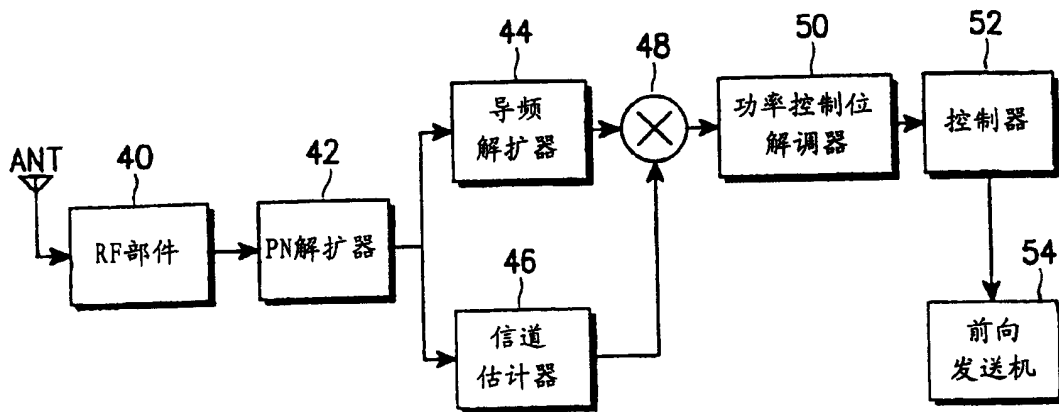 44
48
50
52
导频
解扩器
功率控制位
解调器
控制器
ANT
40
42
RF部件
PN解扩器
46
54
信道
估计器
前向
发送机